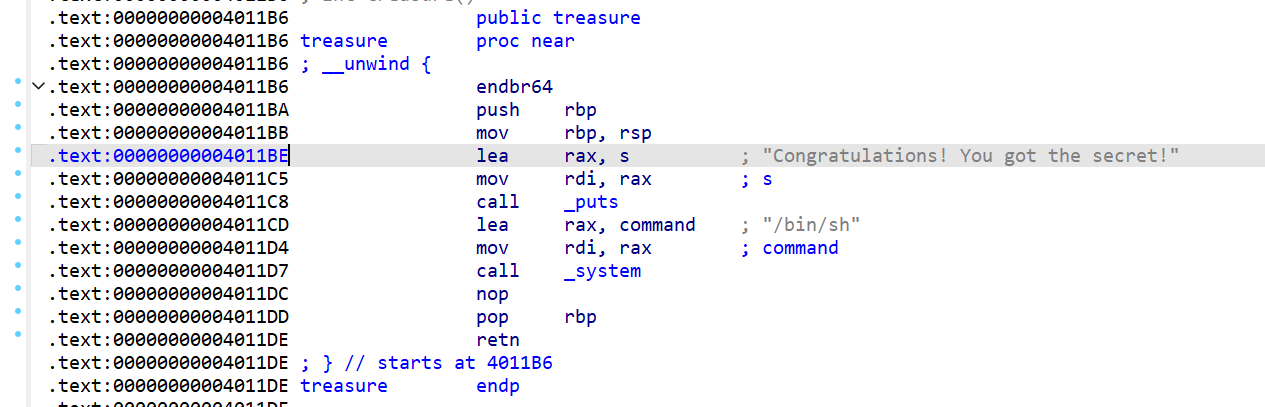 .text:00000000004011B6 public treasure
.text:00000000004011B6 treasure proc near
.text:00000000004011B6 ; __unwind {
.text:00000000004011B6 endbr64
.text:00000000004011BA push rbp
.text:00000000004011BB mov rbp, rsp
.text:00000000004011BE lea rax, s ; "Congratulations! You got the secret!"
.text:00000000004011C5 mov rdi, rax ; s
.text:00000000004011C8 call _puts
.text:00000000004011CD lea rax, command ; "/bin/sh"
.text:00000000004011D4 mov rdi, rax ; command
.text:00000000004011D7 call _system
.text:00000000004011DC nop
.text:00000000004011DD pop rbp
.text:00000000004011DE retn
.text:00000000004011DE ; } // starts at 4011B6
.text:00000000004011DE treasure endp